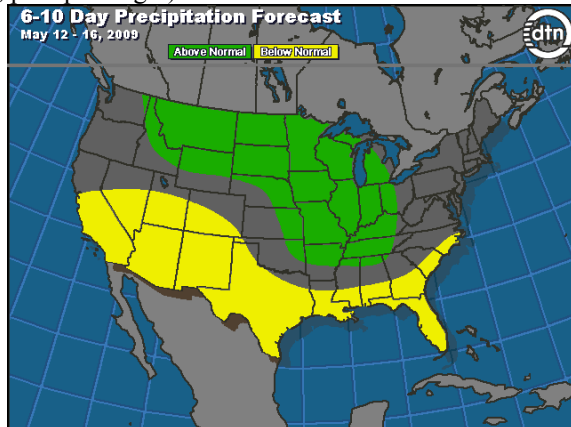 6-10 Day Precipitation Forecast
May 12 - 16, 2009
Above Normal Below Normal
dtn